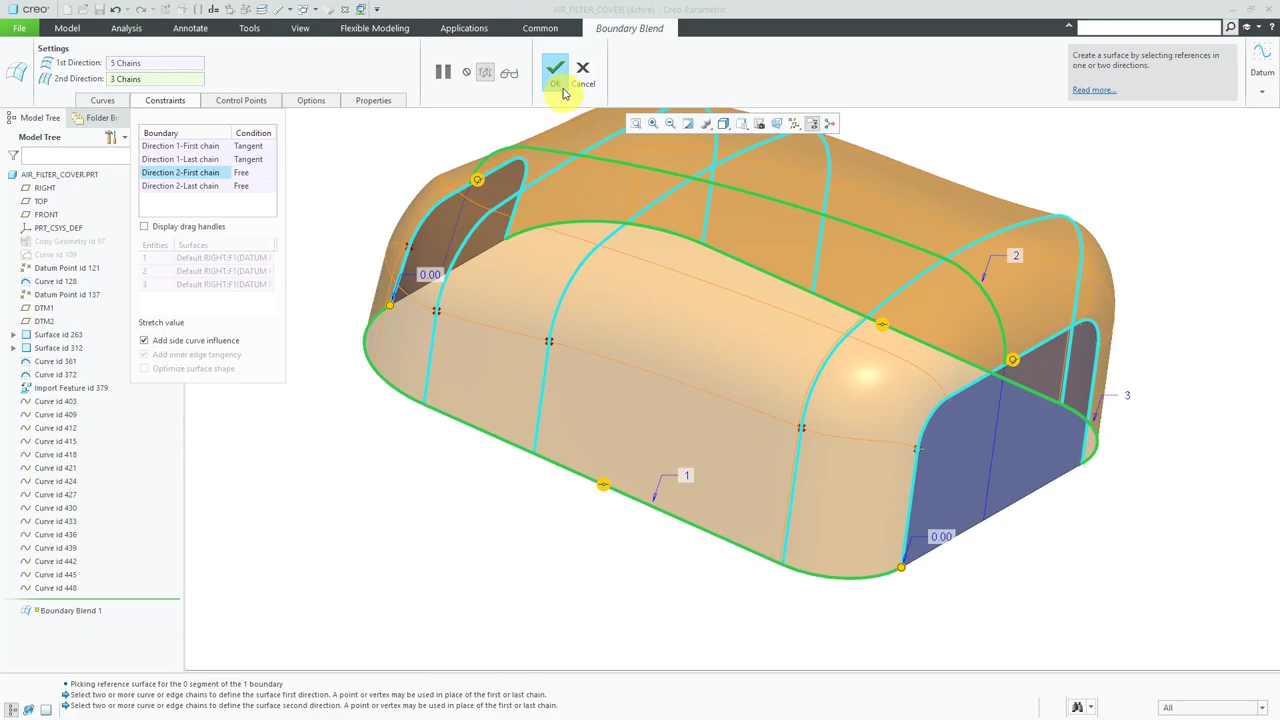 creo
AIR_FILTER_COVER (Active) - Creo Parametric
File Model Analysis Annotate Tools View Flexible Modeling Applications Common Boundary Blend
Settings
1st Direction: 5 Chains
2nd Direction: 3 Chains
OK Cancel
Create a surface by selecting references in one or two directions.
Read more...
Datum
Curves Constraints Control Points Options Properties
Model Tree
Folder Br
Model Tree
AIR_FILTER_COVER.PRT
RIGHT
TOP
FRONT
PRT_CSYS_DEF
Copy Geometry id 97
Curve id 109
Datum Point id 121
Curve id 128
Datum Point id 137
DTM1
DTM2
Surface id 263
Surface id 312
Curve id 361
Curve id 372
Import Feature id 379
Curve id 403
Curve id 409
Curve id 412
Curve id 415
Curve id 418
Curve id 421
Curve id 424
Curve id 427
Curve id 430
Curve id 433
Curve id 436
Curve id 439
Curve id 442
Curve id 445
Curve id 448
Boundary Blend 1
Boundary Condition
Direction 1-First chain Tangent
Direction 1-Last chain Tangent
Direction 2-First chain Free
Direction 2-Last chain Free
Display drag handles
Entities Surfaces
1 Default RIGHT:F1(DATUM
2 Default RIGHT:F1(DATUM
3 Default RIGHT:F1(DATUM
Stretch value
Add side curve influence
Add inner edge tangency
Optimize surface shape
0.00
2
3
1
0.00
Picking reference surface for the 0 segment of the 1 boundary
Select two or more curve or edge chains to define the surface first direction. A point or vertex may be used in place of the first or last chain.
Select two or more curve or edge chains to define the surface second direction. A point or vertex may be used in place of the first or last chain.
All